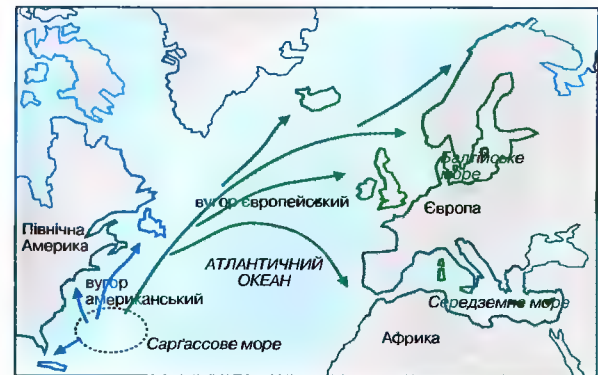 Балтійське
море
вугор європейський
Європа
Північна
Америка
АТЛАНТИЧНИЙ
ОКЕАН
вугор
американський
Середземне море
Саргассове море
Африка